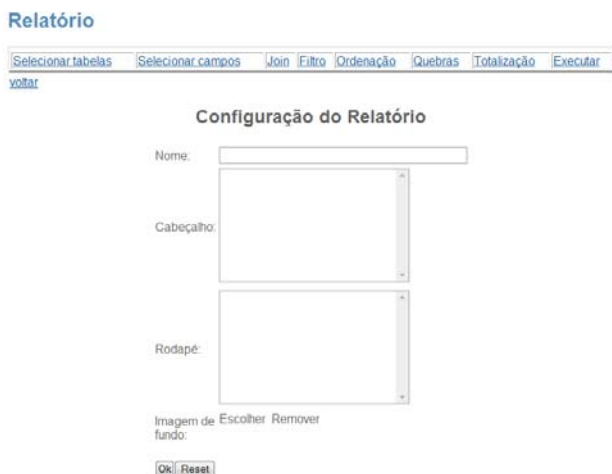 Relatório
Selecionar tabelas Selecionar campos Join Filtro Ordenação Quebras Totalização Executar
voltar
Configuração do Relatório
Nome:
Cabeçalho:
Rodapé:
Imagem de Escolher Remover
fundo:
Ok Reset